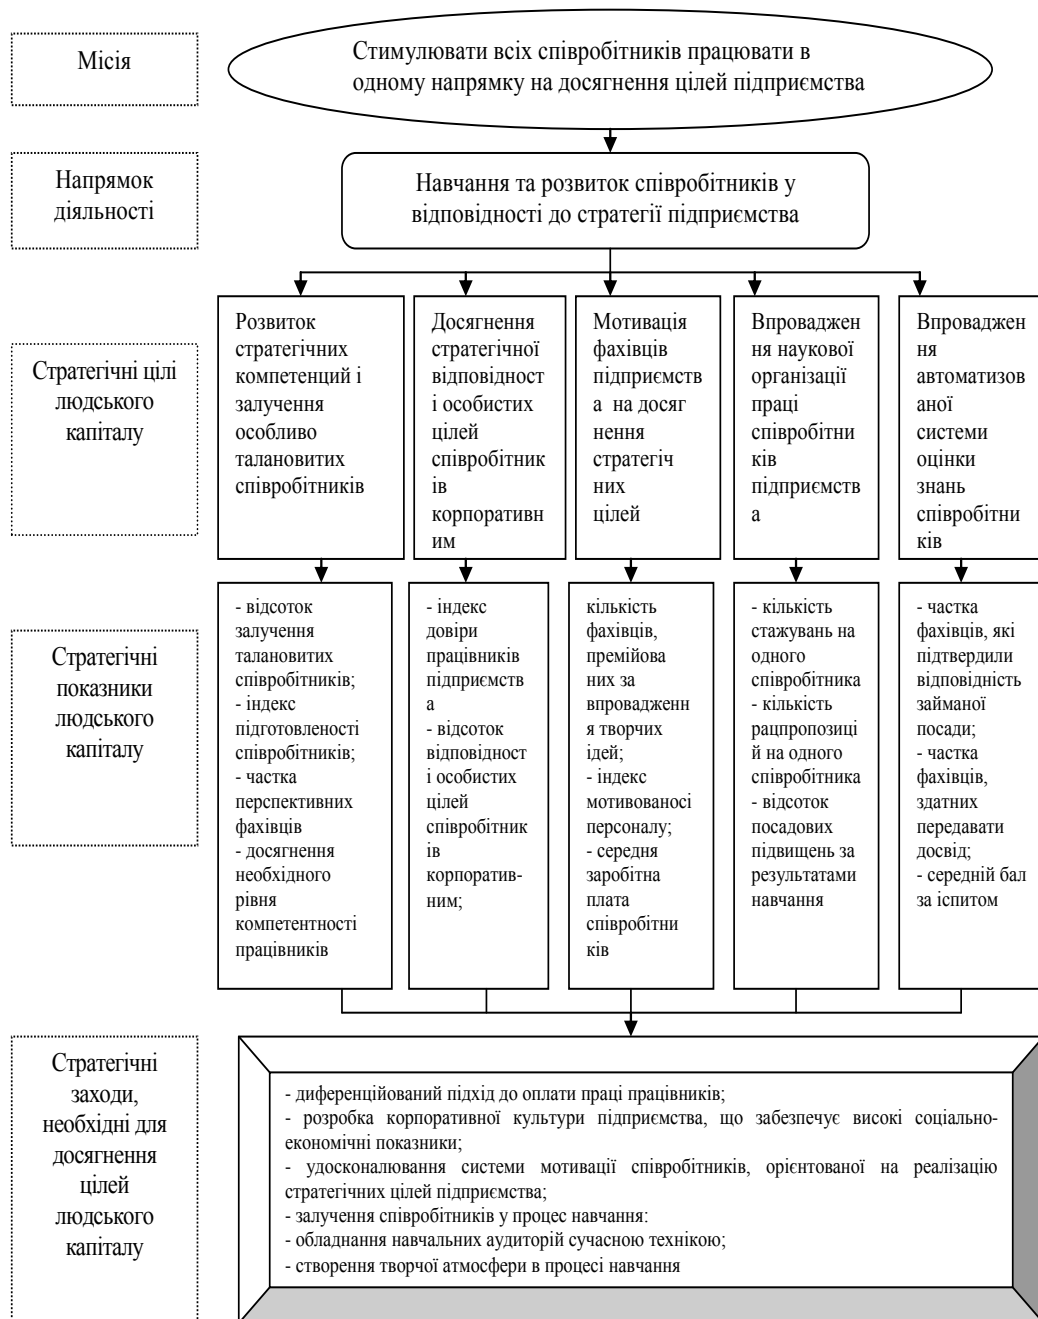 Місія
Стимулювати всіх співробітників працювати в
одному напрямку на досягнення цілей підприємства
Напрямок
діяльності
Навчання та розвиток співробітників у
відповідності до стратегії підприємства
Стратегічні цілі
людського
капіталу
Розвиток
стратегічних
компетенций і
залучення
особливо
талановитих
співробітників
Досягнення
стратегічної
відповідност
і особистих
цілей
співробітник
ів
корпоративн
им
Мотивація
фахівців
підприємств
а на досяг
нення
стратегіч
них
цілей
Впроваджен
ня наукової
організації
праці
співробітни
ків
підприємств
а
Впроваджен
ня
автоматизов
аної
системи
оцінки
знань
співробітни
ків
Стратегічні
показники
людського
капіталу
- відсоток
залучення
талановитих
співробітників;
- індекс
підготовленості
співробітників;
- частка
перспективних
фахівців
- досягнення
необхідного
рівня
компетентності
працівників
- індекс
довіри
працівників
підприємств
а
- відсоток
відповідност
і особистих
цілей
співробітник
ів
корпоратив-
ним;
кількість
фахівців,
премійова
них за
впровадженн
я творчих
ідей;
- індекс
мотивованосі
персоналу;
- середня
заробітна
плата
співробітни
ків
- кількість
стажувань на
одного
співробітника
- кількість
рацпропозиці
й на одного
співробітника
- відсоток
посадових
підвищень за
результатами
навчання
- частка
фахівців, які
підтвердили
відповідність
займаної
посади;
- частка
фахівців,
здатних
передавати
досвід;
- середній бал
за іспитом
Стратегічні
заходи,
необхідні для
досягнення
цілей
людського
капіталу
- диференційований підхід до оплати праці працівників;
- розробка корпоративної культури підприємства, що забезпечує високі соціально-
економічні показники;
- удосконалювання системи мотивації співробітників, орієнтованої на реалізацію
стратегічних цілей підприємства;
- залучення співробітників у процес навчання:
- обладнання навчальних аудиторій сучасною технікою;
- створення творчої атмосфери в процесі навчання